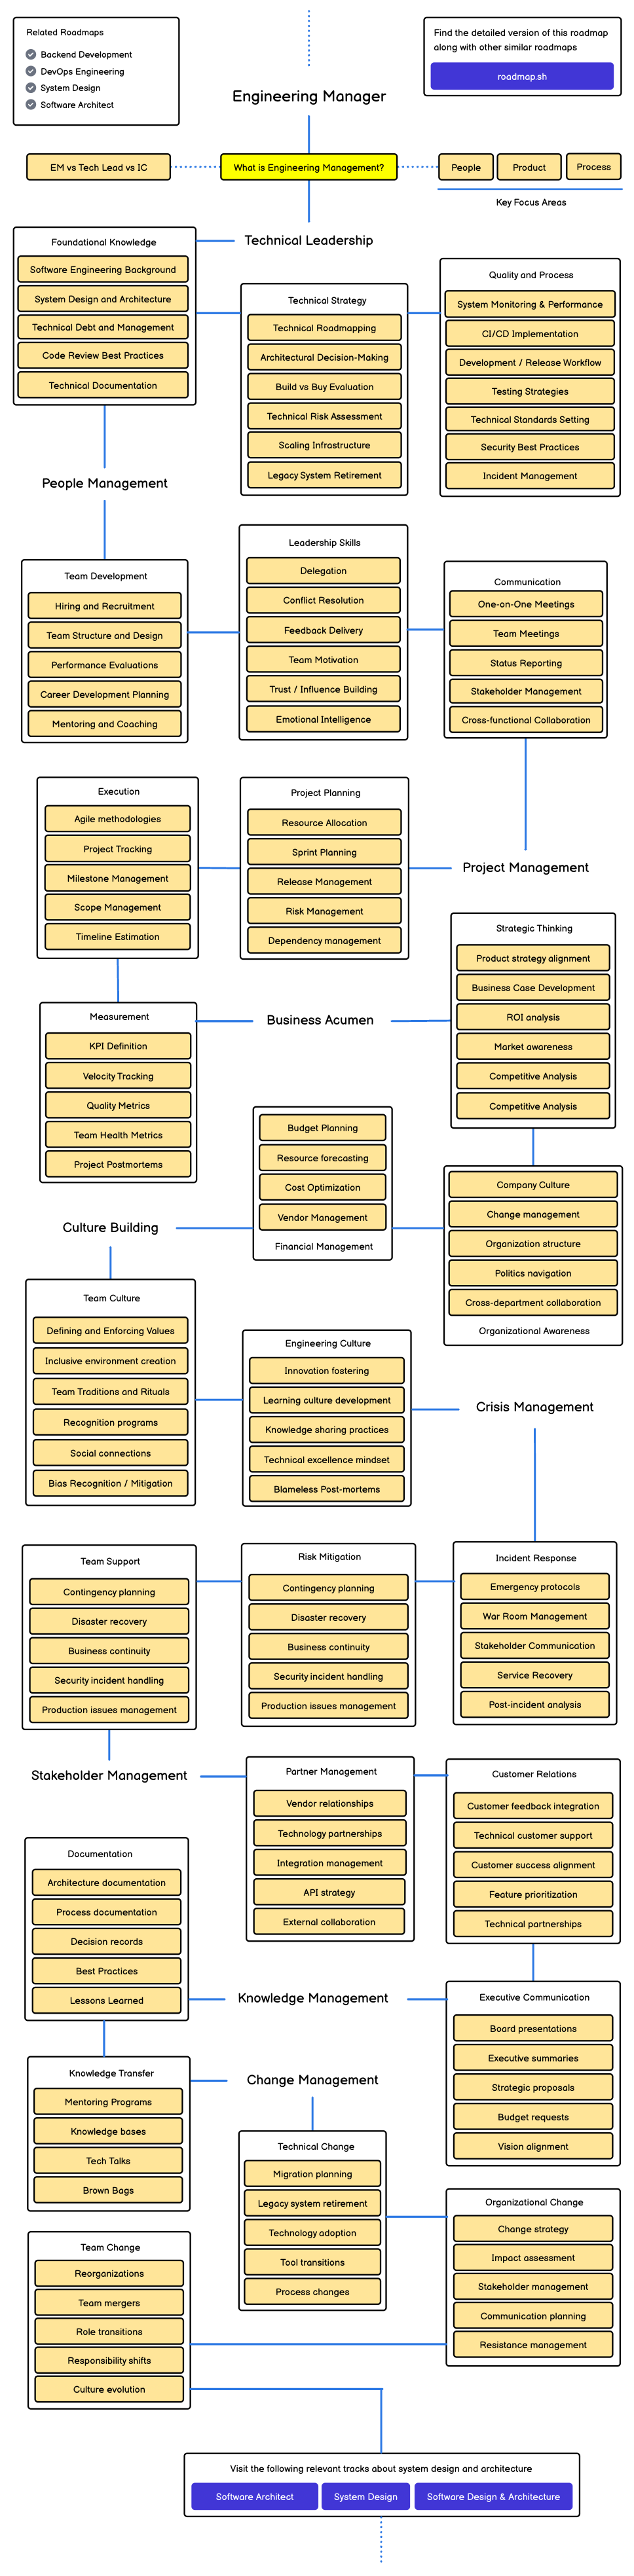 Related Roadmaps
Backend Development
DevOps Engineering
System Design
Software Architect
Find the detailed version of this roadmap
along with other similar roadmaps
roadmap.sh
Engineering Manager
EM vs Tech Lead vs IC
What is Engineering Management?
People
Product
Process
Key Focus Areas
Technical Leadership
Foundational Knowledge
Software Engineering Background
System Design and Architecture
Technical Debt and Management
Code Review Best Practices
Technical Documentation
Technical Strategy
Technical Roadmapping
Architectural Decision-Making
Build vs Buy Evaluation
Technical Risk Assessment
Scaling Infrastructure
Legacy System Retirement
Quality and Process
System Monitoring & Performance
CI/CD Implementation
Development / Release Workflow
Testing Strategies
Technical Standards Setting
Security Best Practices
Incident Management
People Management
Team Development
Hiring and Recruitment
Team Structure and Design
Performance Evaluations
Career Development Planning
Mentoring and Coaching
Leadership Skills
Delegation
Conflict Resolution
Feedback Delivery
Team Motivation
Trust / Influence Building
Emotional Intelligence
Communication
One-on-One Meetings
Team Meetings
Status Reporting
Stakeholder Management
Cross-functional Collaboration
Project Management
Project Planning
Resource Allocation
Sprint Planning
Release Management
Risk Management
Dependency management
Execution
Agile methodologies
Project Tracking
Milestone Management
Scope Management
Timeline Estimation
Measurement
KPI Definition
Velocity Tracking
Quality Metrics
Team Health Metrics
Project Postmortems
Business Acumen
Strategic Thinking
Product strategy alignment
Business Case Development
ROI analysis
Market awareness
Competitive Analysis
Competitive Analysis
Company Culture
Change management
Organization structure
Politics navigation
Cross-department collaboration
Organizational Awareness
Budget Planning
Resource forecasting
Cost Optimization
Vendor Management
Financial Management
Culture Building
Team Culture
Defining and Enforcing Values
Inclusive environment creation
Team Traditions and Rituals
Recognition programs
Social connections
Bias Recognition / Mitigation
Engineering Culture
Innovation fostering
Learning culture development
Knowledge sharing practices
Technical excellence mindset
Blameless Post-mortems
Crisis Management
Incident Response
Emergency protocols
War Room Management
Stakeholder Communication
Service Recovery
Post-incident analysis
Risk Mitigation
Contingency planning
Disaster recovery
Business continuity
Security incident handling
Production issues management
Team Support
Contingency planning
Disaster recovery
Business continuity
Security incident handling
Production issues management
Stakeholder Management
Partner Management
Vendor relationships
Technology partnerships
Integration management
API strategy
External collaboration
Customer Relations
Customer feedback integration
Technical customer support
Customer success alignment
Feature prioritization
Technical partnerships
Executive Communication
Board presentations
Executive summaries
Strategic proposals
Budget requests
Vision alignment
Knowledge Management
Documentation
Architecture documentation
Process documentation
Decision records
Best Practices
Lessons Learned
Knowledge Transfer
Mentoring Programs
Knowledge bases
Tech Talks
Brown Bags
Change Management
Technical Change
Migration planning
Legacy system retirement
Technology adoption
Tool transitions
Process changes
Organizational Change
Change strategy
Impact assessment
Stakeholder management
Communication planning
Resistance management
Team Change
Reorganizations
Team mergers
Role transitions
Responsibility shifts
Culture evolution
Visit the following relevant tracks about system design and architecture
Software Architect
System Design
Software Design & Architecture